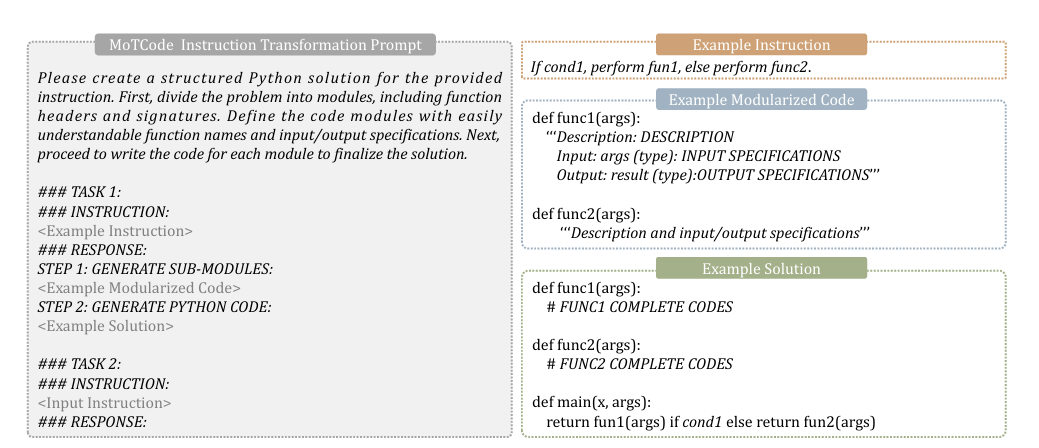 MoTCode Instruction Transformation Prompt
Please create a structured Python solution for the provided
instruction. First, divide the problem into modules, including function
headers and signatures. Define the code modules with easily
understandable function names and input/output specifications. Next,
proceed to write the code for each module to finalize the solution.
### TASK 1:
### INSTRUCTION:
<Example Instruction>
### RESPONSE:
STEP 1: GENERATE SUB-MODULES:
<Example Modularized Code>
STEP 2: GENERATE PYTHON CODE:
<Example Solution>
### TASK 2:
### INSTRUCTION:
<Input Instruction>
### RESPONSE:
Example Instruction
If cond1, perform fun1, else perform func2.
Example Modularized Code
def func1(args):
‘‘‘Description: DESCRIPTION
Input: args (type): INPUT SPECIFICATIONS
Output: result (type):OUTPUT SPECIFICATIONS’’’
def func2(args):
‘‘‘Description and input/output specifications’’’
Example Solution
def func1(args):
# FUNC1 COMPLETE CODES
def func2(args):
# FUNC2 COMPLETE CODES
def main(x, args):
return fun1(args) if cond1 else return fun2(args)